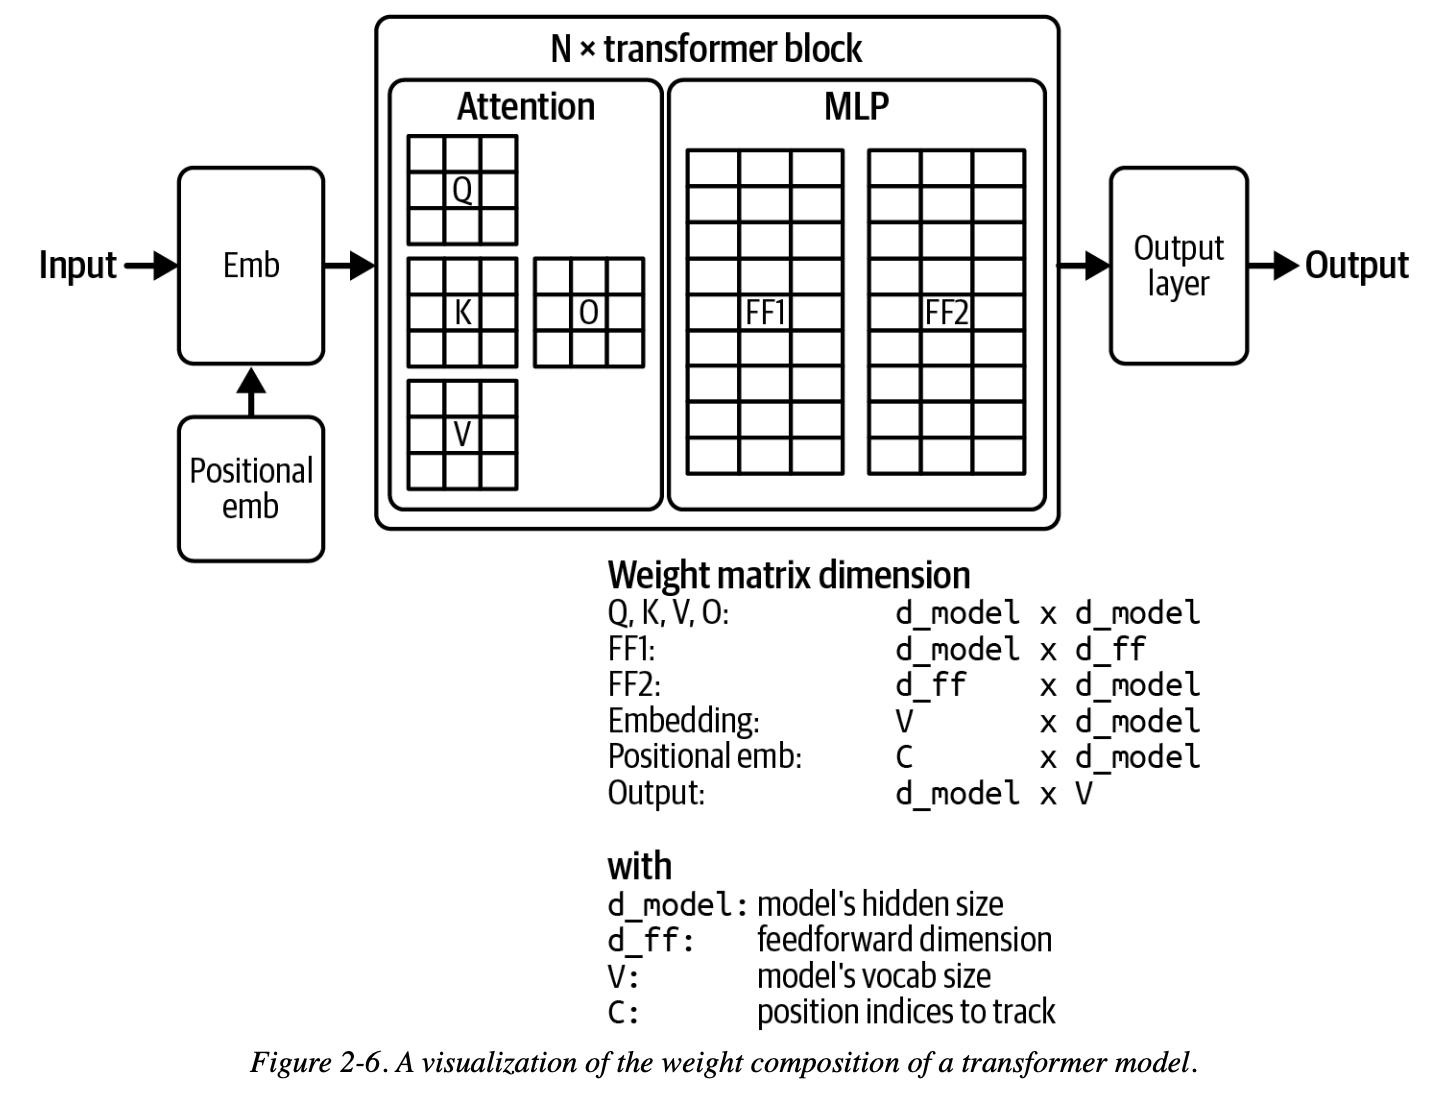 N × transformer block
Attention
MLP
Q
K
O
V
FF1
FF2
Input
Emb
Positional
emb
Output
layer
Output
Weight matrix dimension
Q, K, V, O: d_model x d_model
FF1: d_model x d_ff
FF2: d_ff x d_model
Embedding: V x d_model
Positional emb: C x d_model
Output: d_model x V
with
d_model: model's hidden size
d_ff: feedforward dimension
V: model's vocab size
C: position indices to track
Figure 2-6. A visualization of the weight composition of a transformer model.